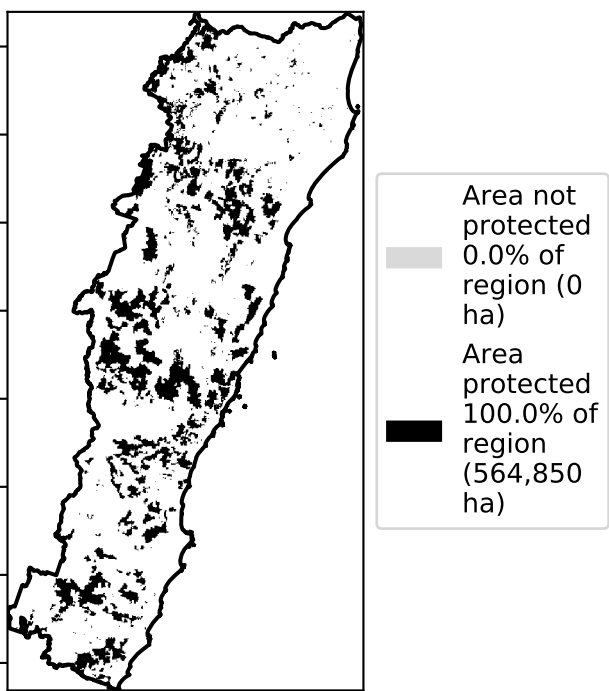 Area not
protected
0.0% of
region (0
ha)
Area
protected
100.0% of
region
(564,850
ha)